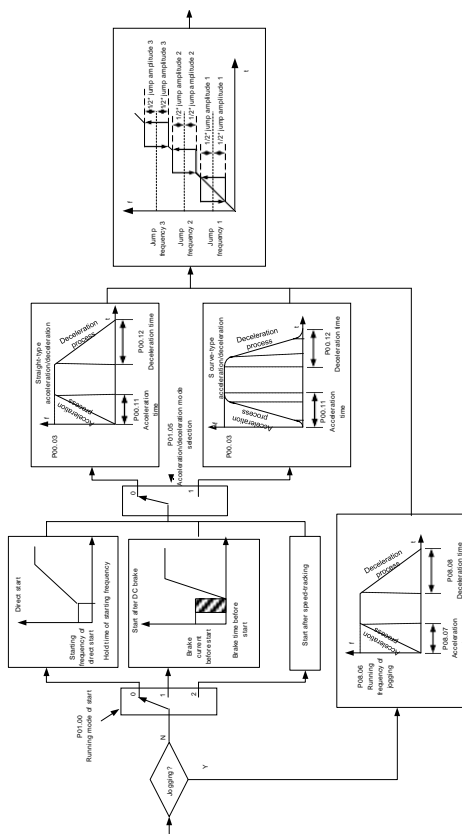 Jogging?
N
Y
P01.00
Running mode of start
0
1
2
Direct start
Starting
frequency of
direct start
Hold time of starting frequency
Start after DC brake
Brake
current
before start
Brake time before
start
Start after speed-tracking
0
1
P01.05
Acceleration/deceleration mode
selection
Straight-type
acceleration/deceleration
f
P00.03
Acceleration
process
Deceleration
process
t
P00.11
Acceleration
time
P00.12
Deceleration time
S curve-type
acceleration/deceleration
f
P00.03
Acceleration
process
Deceleration
process
t
P00.11
Acceleration
time
P00.12
Deceleration time
P08.06
Running
frequency of
jogging
f
Acceleration
process
Deceleration
process
t
P08.07
Acceleration
P08.08
Deceleration time
f
Jump
frequency 3
Jump
frequency 2
Jump
frequency 1
1/2* jump amplitude 3
1/2* jump amplitude 3
1/2* jump amplitude 2
1/2* jump amplitude 2
1/2* jump amplitude 1
1/2* jump amplitude 1
t